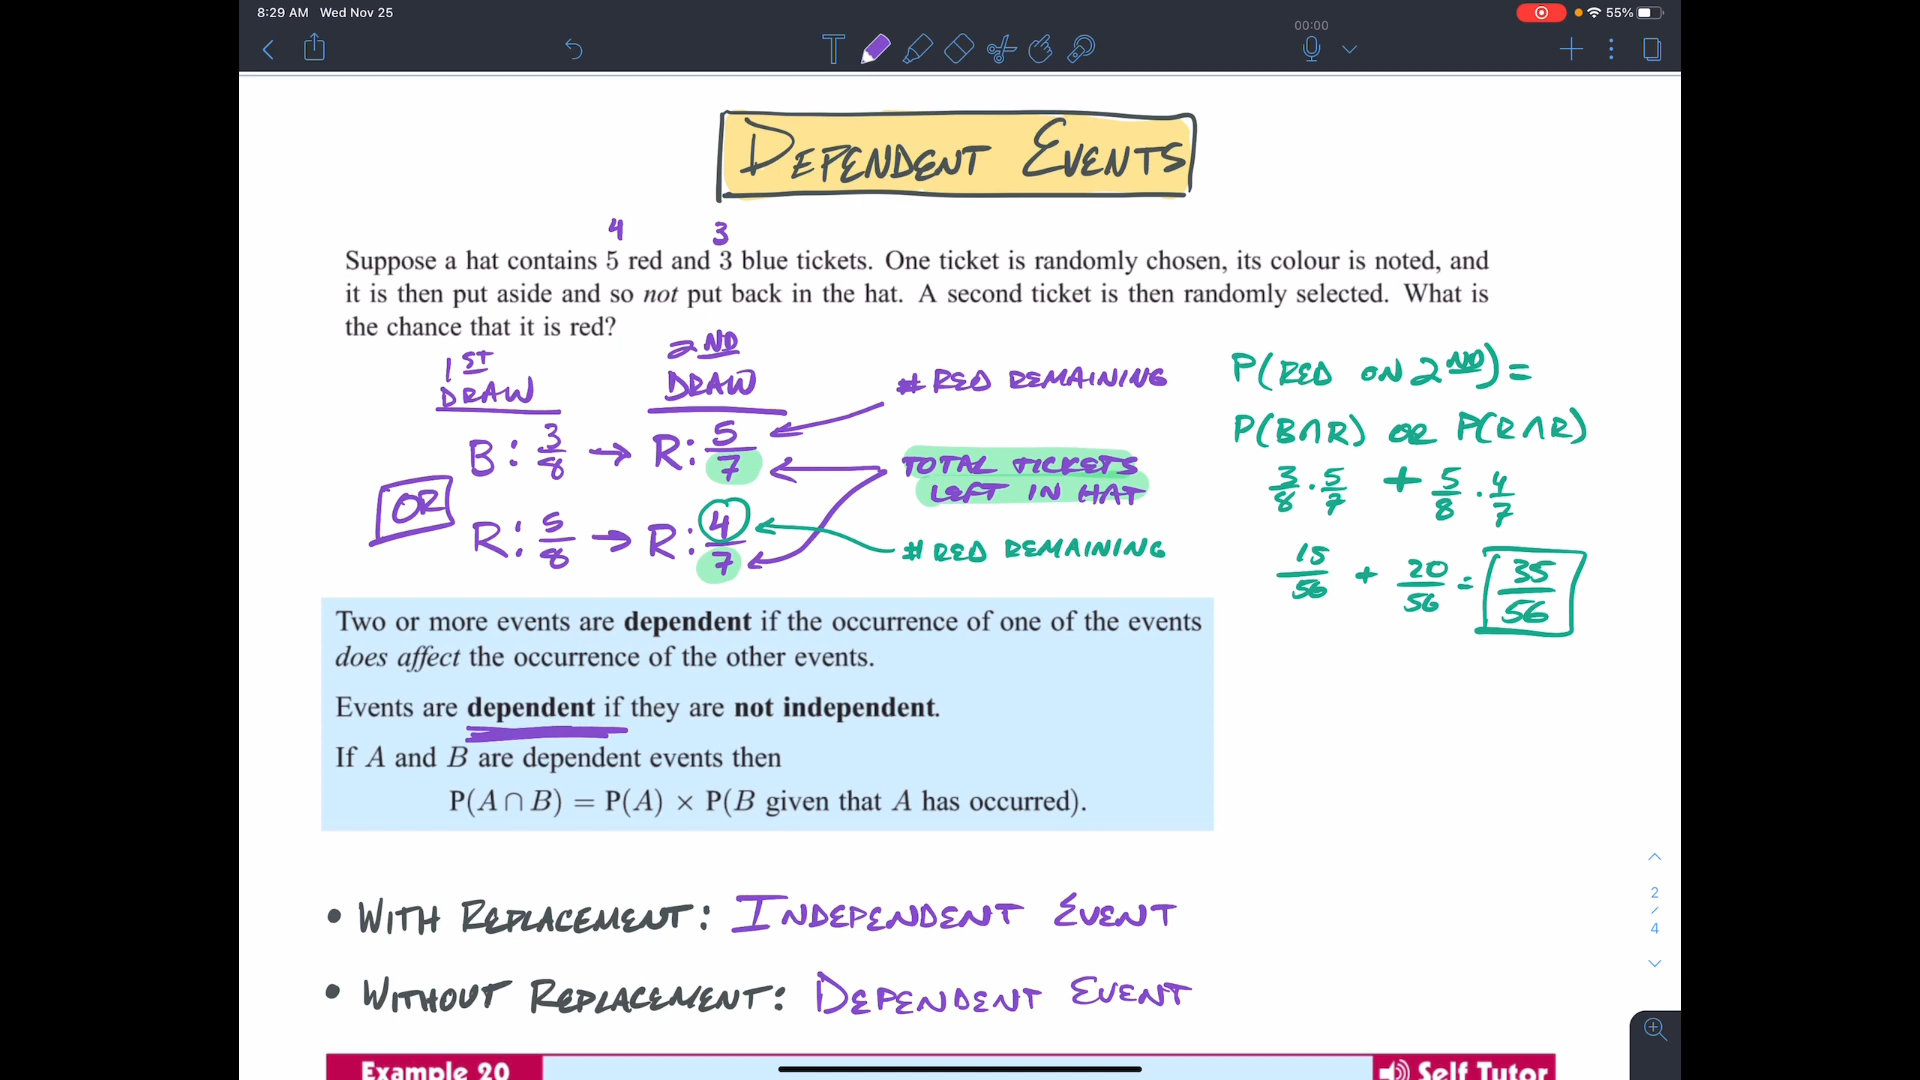 8:29 AM Wed Nov 25
55%
00:00
DEPENDENT EVENTS
4 3
Suppose a hat contains 5 red and 3 blue tickets. One ticket is randomly chosen, its colour is noted, and
it is then put aside and so not put back in the hat. A second ticket is then randomly selected. What is
the chance that it is red?
1ST DRAW
2ND DRAW
B: 3/8 → R: 5/7
OR
R: 5/8 → R: 4/7
# RED REMAINING
TOTAL TICKETS
LEFT IN HAT
# RED REMAINING
P(RED ON 2ND) =
P(B∩R) OR P(R∩R)
3/8 · 5/7 + 5/8 · 4/7
15/56 + 20/56 = 35/56
Two or more events are dependent if the occurrence of one of the events
does affect the occurrence of the other events.
Events are dependent if they are not independent.
If A and B are dependent events then
P(A ∩ B) = P(A) × P(B given that A has occurred).
• WITH REPLACEMENT: INDEPENDENT EVENT
• WITHOUT REPLACEMENT: DEPENDENT EVENT
2
/
4
Example 20
Self Tutor